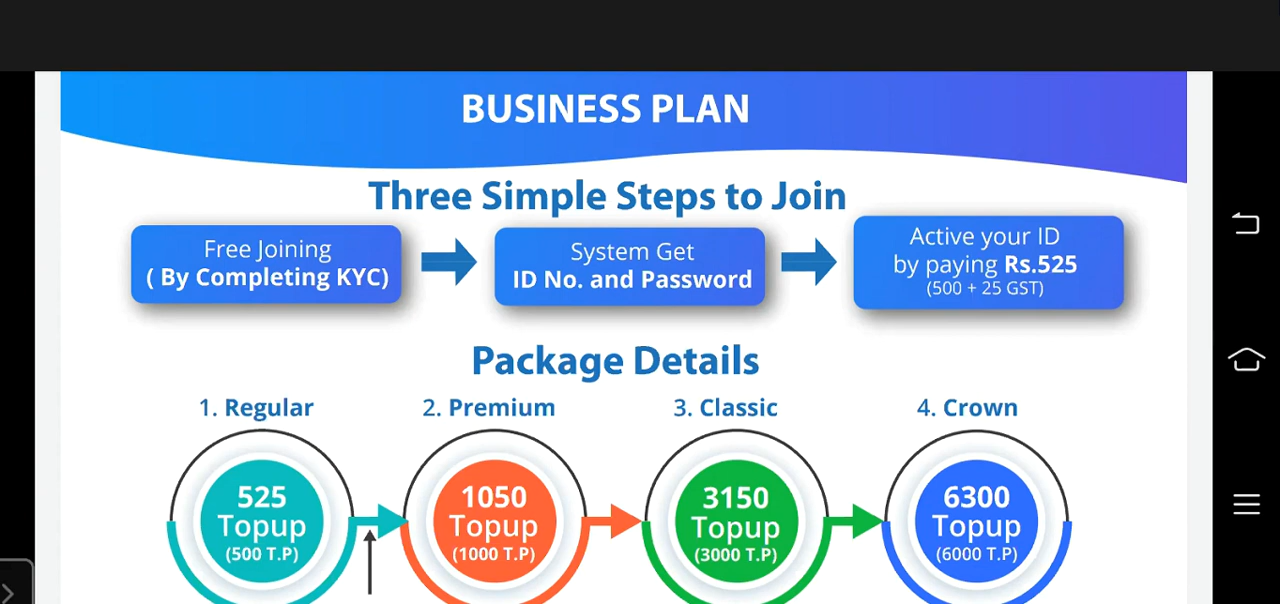 BUSINESS PLAN
Three Simple Steps to Join
Free Joining
( By Completing KYC)
System Get
ID No. and Password
Active your ID
by paying Rs.525
(500 + 25 GST)
Package Details
1. Regular
2. Premium
3. Classic
4. Crown
525
Topup
(500 T.P)
1050
Topup
(1000 T.P)
3150
Topup
(3000 T.P)
6300
Topup
(6000 T.P)